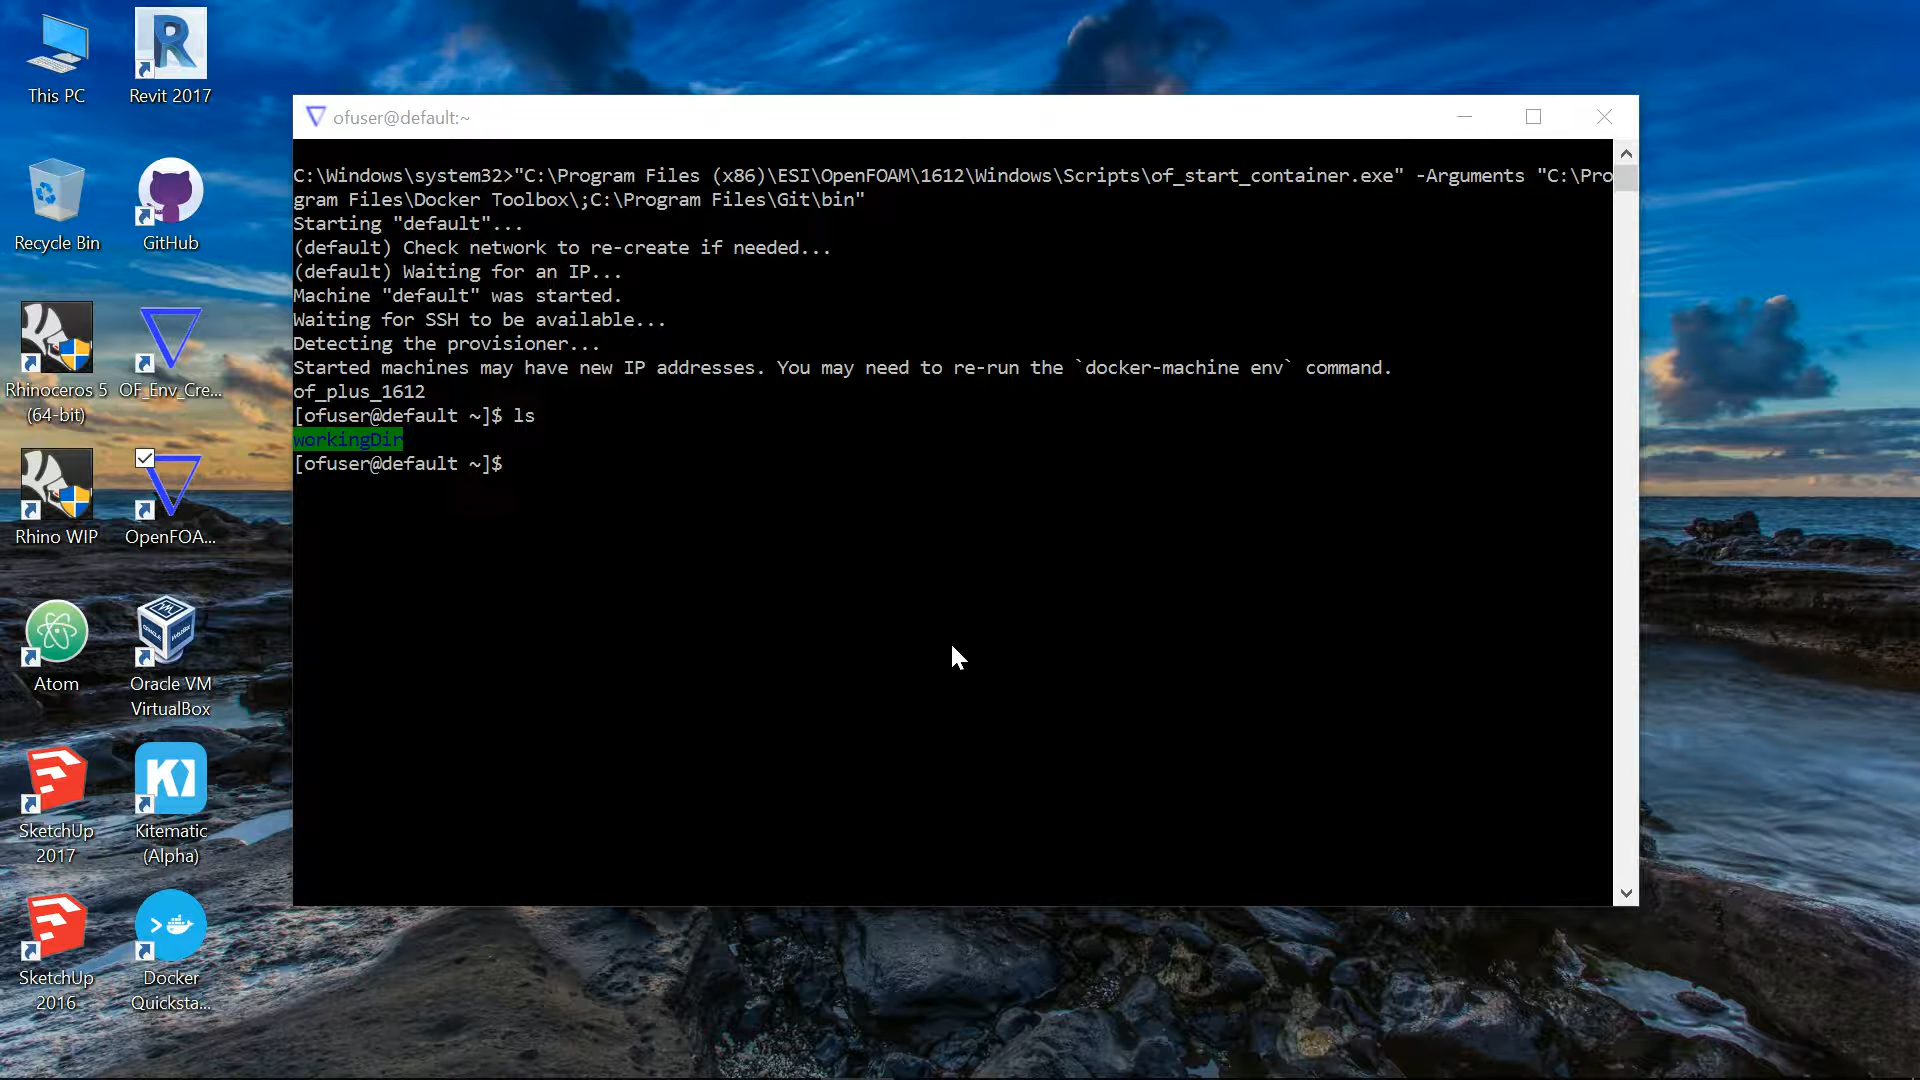 This PC
Revit 2017
Recycle Bin
GitHub
Rhinoceros 5
(64-bit)
OF_Env_Cre...
Rhino WIP
OpenFOA...
Atom
Oracle VM
VirtualBox
SketchUp
2017
Kitematic
(Alpha)
SketchUp
2016
Docker
Quicksta...
ofuser@default:~
C:\Windows\system32>"C:\Program Files (x86)\ESI\OpenFOAM\1612\Windows\Scripts\of_start_container.exe" -Arguments "C:\Pro
gram Files\Docker Toolbox\;C:\Program Files\Git\bin"
Starting "default"...
(default) Check network to re-create if needed...
(default) Waiting for an IP...
Machine "default" was started.
Waiting for SSH to be available...
Detecting the provisioner...
Started machines may have new IP addresses. You may need to re-run the `docker-machine env` command.
of_plus_1612
[ofuser@default ~]$ ls
workingDir
[ofuser@default ~]$